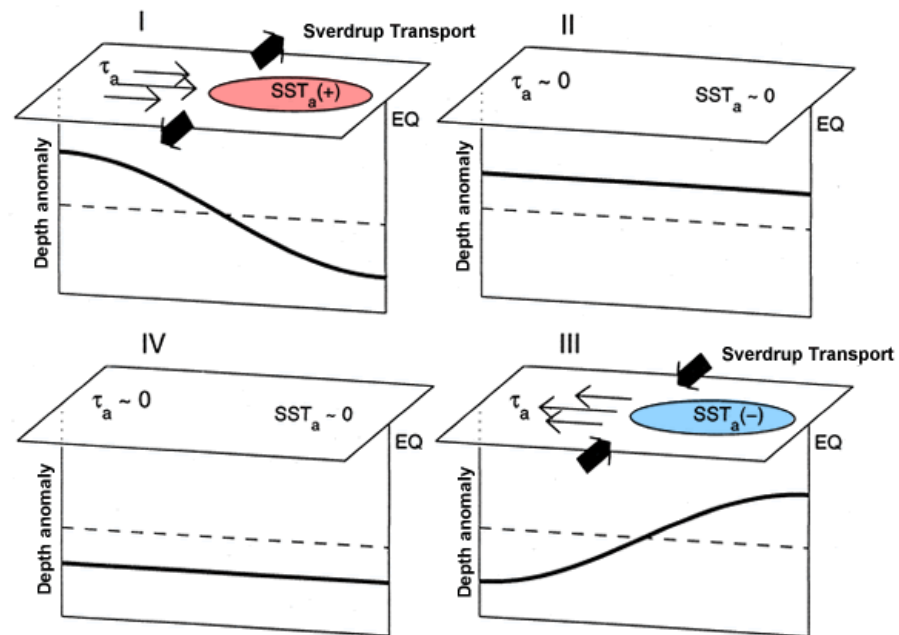 I
Sverdrup Transport
τa
SSTa(+)
EQ
Depth anomaly
II
τa ~ 0
SSTa ~ 0
EQ
Depth anomaly
IV
τa ~ 0
SSTa ~ 0
EQ
Depth anomaly
III
Sverdrup Transport
τa
SSTa(−)
EQ
Depth anomaly